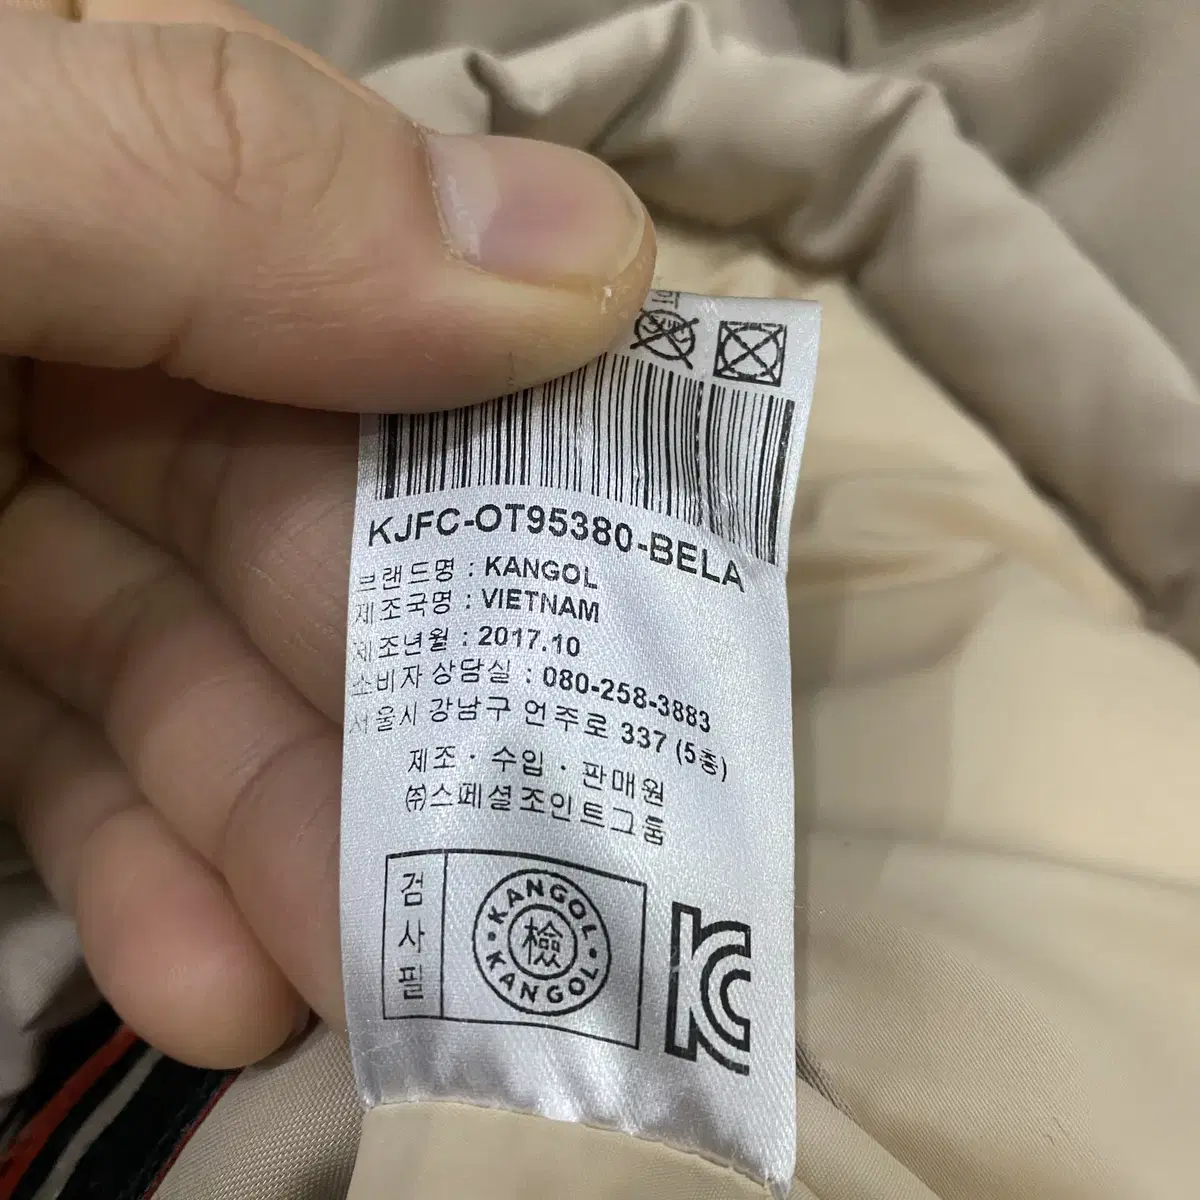 KJFC-OT95380-BELA
브랜드명 : KANGOL
제조국명 : VIETNAM
제조년월 : 2017.10
소비자 상담실 : 080-258-3883
서울시 강남구 언주로 337 (5층)
제조 · 수입 · 판매원
㈜스페셜조인트그룹
검사필
KANGOL
檢
KANGOL
KC